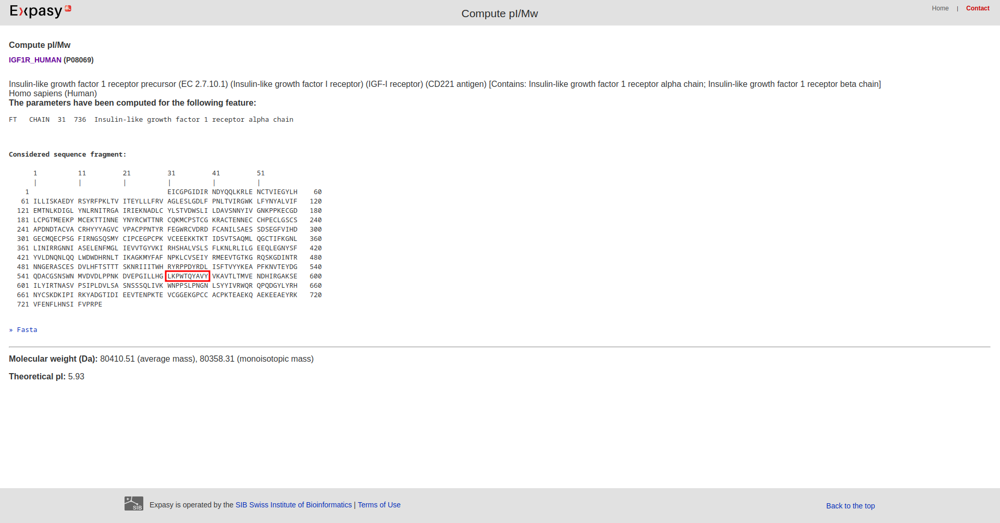 Expasy
Compute pI/Mw
Home | Contact
Compute pI/Mw
IGF1R_HUMAN (P08069)
Insulin-like growth factor 1 receptor precursor (EC 2.7.10.1) (Insulin-like growth factor I receptor) (IGF-I receptor) (CD221 antigen) [Contains: Insulin-like growth factor 1 receptor alpha chain; Insulin-like growth factor 1 receptor beta chain]
Homo sapiens (Human)
The parameters have been computed for the following feature:
FT   CHAIN  31  736  Insulin-like growth factor 1 receptor alpha chain
Considered sequence fragment:
1          11         21         31         41         51
|          |          |          |          |          |
1                                  EICGPGIDIR NDYQQLKRLE NCTVIEGYLH    60
61 ILLISKAEDY RSYRFPKLTV ITEYLLLFRV AGLESLGDLF PNLTVIRGWK LFYNYALVIF   120
121 EMTNLKDIGL YNLRNITRGA IRIEKNADLC YLSTVDWSLI LDAVSNNYIV GNKPPKECGD   180
181 LCPGTMEEKP MCEKTTINNE YNYRCWTTNR CQKMCPSTCG KRACTENNEC CHPECLGSCS   240
241 APDNDTACVA CRHYYYAGVC VPACPPNTYR FEGWRCVDRD FCANILSAES SDSEGFVIHD   300
301 GECMQECPSG FIRNGSQSMY CIPCEGPCPK VCEEEKKTKT IDSVTSAQML QGCTIFKGNL   360
361 LINIRRGNNI ASELENFMGL IEVVTGYVKI RHSHALVSLS FLKNLRLILG EEQLEGNYSF   420
421 YVLDNQNLQQ LWDWDHRNLT IKAGKMYFAF NPKLCVSEIY RMEEVTGTKG RQSKGDINTR   480
481 NNGERASCES DVLHFTSTTT SKNRIIITWH RYRPPDYRDL ISFTVYYKEA PFKNVTEYDG   540
541 QDACGSNSWN MVDVDLPPNK DVEPGILLHG LKPWTQYAVY VKAVTLTMVE NDHIRGAKSE   600
601 ILYIRTNASV PSIPLDVLSA SNSSSQLIVK WNPPSLPNGN LSYYIVRWQR QPQDGYLYRH   660
661 NYCSKDKIPI RKYADGTIDI EEVTENPKTE VCGGEKGPCC ACPKTEAEKQ AEKEEAEYRK   720
721 VFENFLHNSI FVPRPE
» Fasta
Molecular weight (Da): 80410.51 (average mass), 80358.31 (monoisotopic mass)
Theoretical pI: 5.93
SIB
Expasy is operated by the SIB Swiss Institute of Bioinformatics | Terms of Use
Back to the top